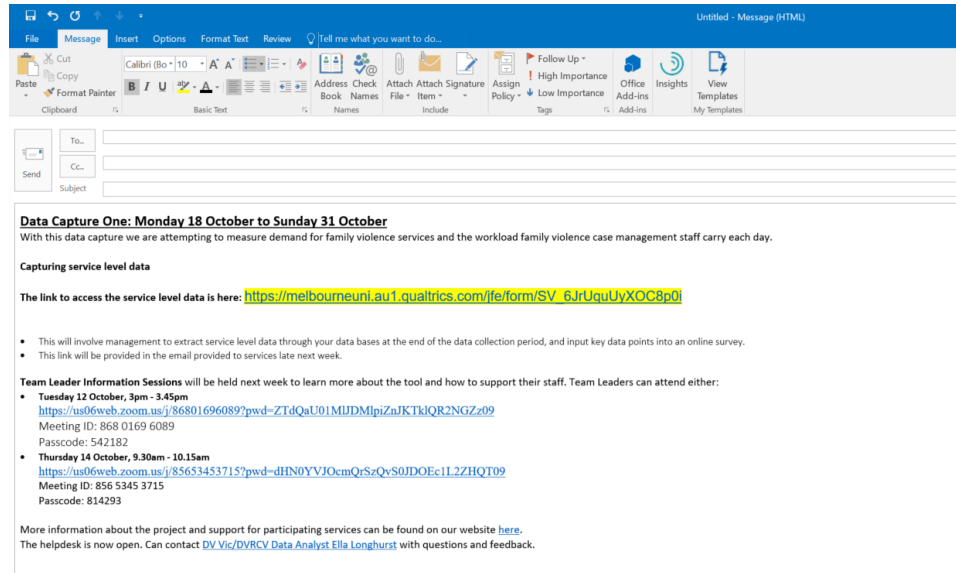 Untitled - Message (HTML)
File Message Insert Options Format Text Review Tell me what you want to do...
Cut
Copy
Format Painter
Paste
Clipboard
Calibri (Bo 10 A A
B I U A
Basic Text
Address Book
Check Names
Names
Attach File
Attach Item
Signature
Include
Assign Policy
Follow Up
High Importance
Low Importance
Tags
Office Add-ins
Add-ins
Insights
View Templates
My Templates
Send
To...
Cc...
Subject
Data Capture One: Monday 18 October to Sunday 31 October
With this data capture we are attempting to measure demand for family violence services and the workload family violence case management staff carry each day.
Capturing service level data
The link to access the service level data is here: https://melbourneuni.au1.qualtrics.com/jfe/form/SV_6JrUquUyXOC8p0i
• This will involve management to extract service level data through your data bases at the end of the data collection period, and input key data points into an online survey.
• This link will be provided in the email provided to services late next week.
Team Leader Information Sessions will be held next week to learn more about the tool and how to support their staff. Team Leaders can attend either:
• Tuesday 12 October, 3pm - 3.45pm
https://us06web.zoom.us/j/86801696089?pwd=ZTdQaU01MlJDMlpiZnJKTklQR2NGZz09
Meeting ID: 868 0169 6089
Passcode: 542182
• Thursday 14 October, 9.30am - 10.15am
https://us06web.zoom.us/j/85653453715?pwd=dHN0YVJOcmQrSzQvS0JDOEc1L2ZHQT09
Meeting ID: 856 5345 3715
Passcode: 814293
More information about the project and support for participating services can be found on our website here.
The helpdesk is now open. Can contact DV Vic/DVRCV Data Analyst Ella Longhurst with questions and feedback.